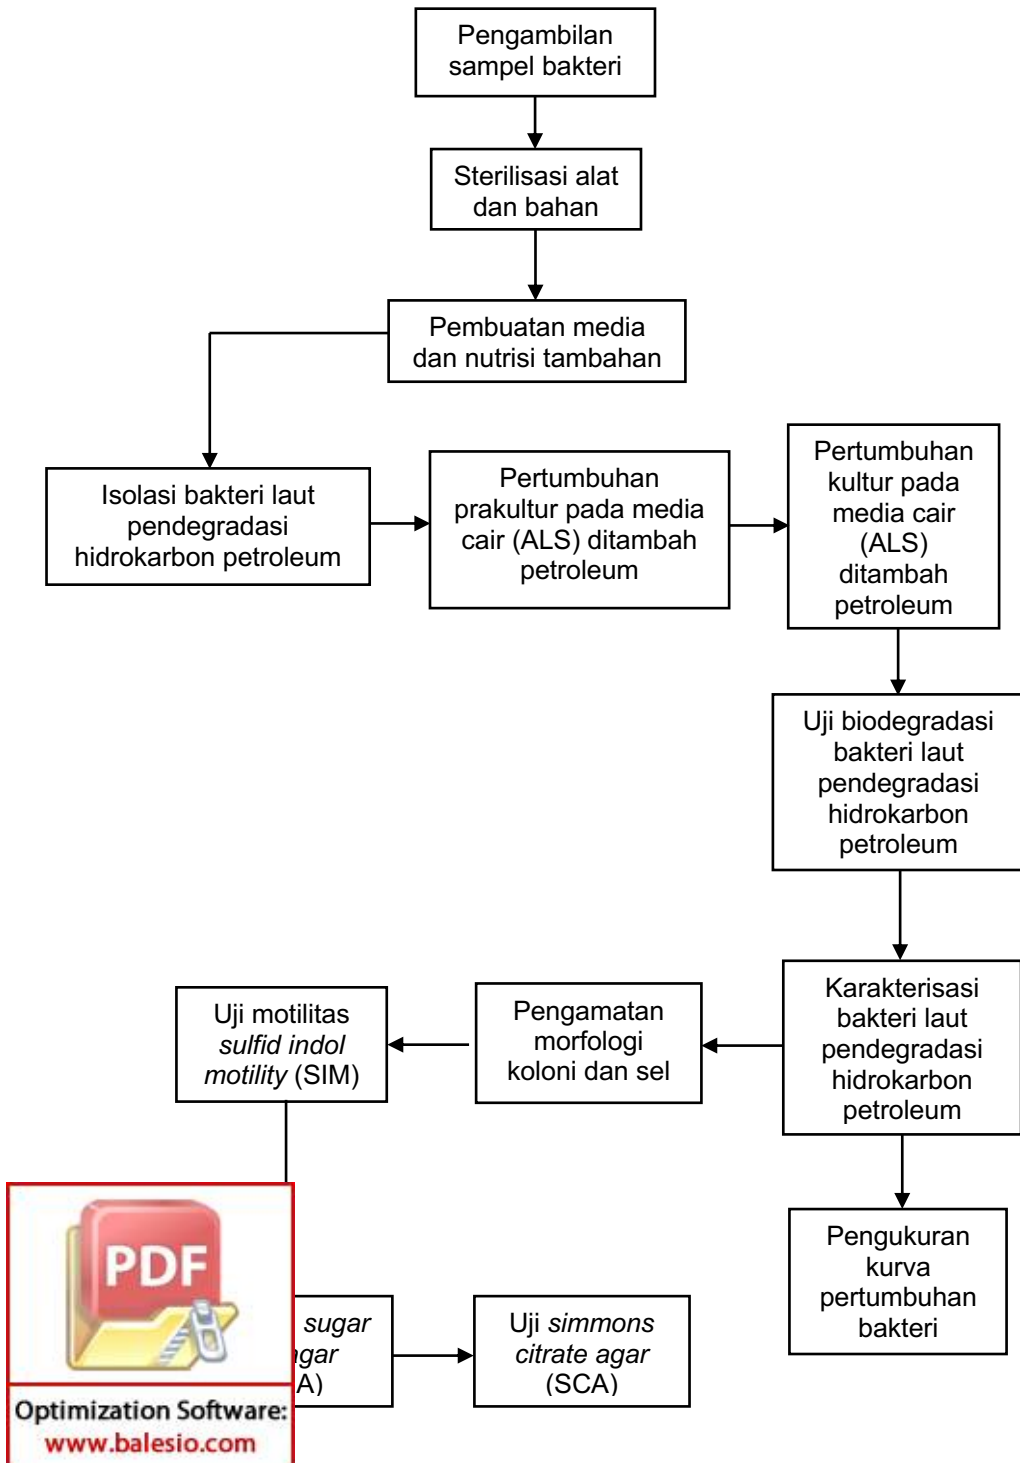 Pengambilan
sampel bakteri
Sterilisasi alat
dan bahan
Pembuatan media
dan nutrisi tambahan
Isolasi bakteri laut
pendegradasi
hidrokarbon petroleum
Pertumbuhan
prakultur pada media
cair (ALS) ditambah
petroleum
Pertumbuhan
kultur pada
media cair
(ALS)
ditambah
petroleum
Uji biodegradasi
bakteri laut
pendegradasi
hidrokarbon
petroleum
Karakterisasi
bakteri laut
pendegradasi
hidrokarbon
petroleum
Pengamatan
morfologi
koloni dan sel
Uji motilitas
sulfid indol
motility (SIM)
Pengukuran
kurva
pertumbuhan
bakteri
sugar
agar
A)
Uji simmons
citrate agar
(SCA)
PDF
Optimization Software:
www.balesio.com